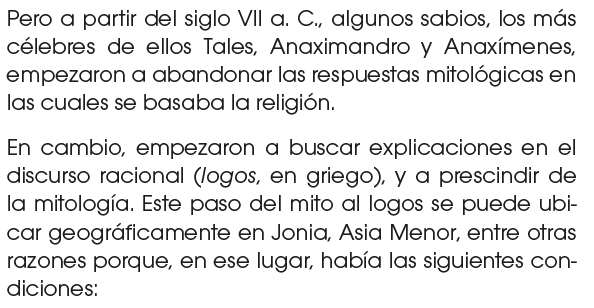 Pero a partir del siglo VII a. C., algunos sabios, los más
célebres de ellos Tales, Anaximandro y Anaxímenes,
empezaron a abandonar las respuestas mitológicas en
las cuales se basaba la religión.
En cambio, empezaron a buscar explicaciones en el
discurso racional (logos, en griego), y a prescindir de
la mitología. Este paso del mito al logos se puede ubi-
car geográficamente en Jonia, Asia Menor, entre otras
razones porque, en ese lugar, había las siguientes con-
diciones: